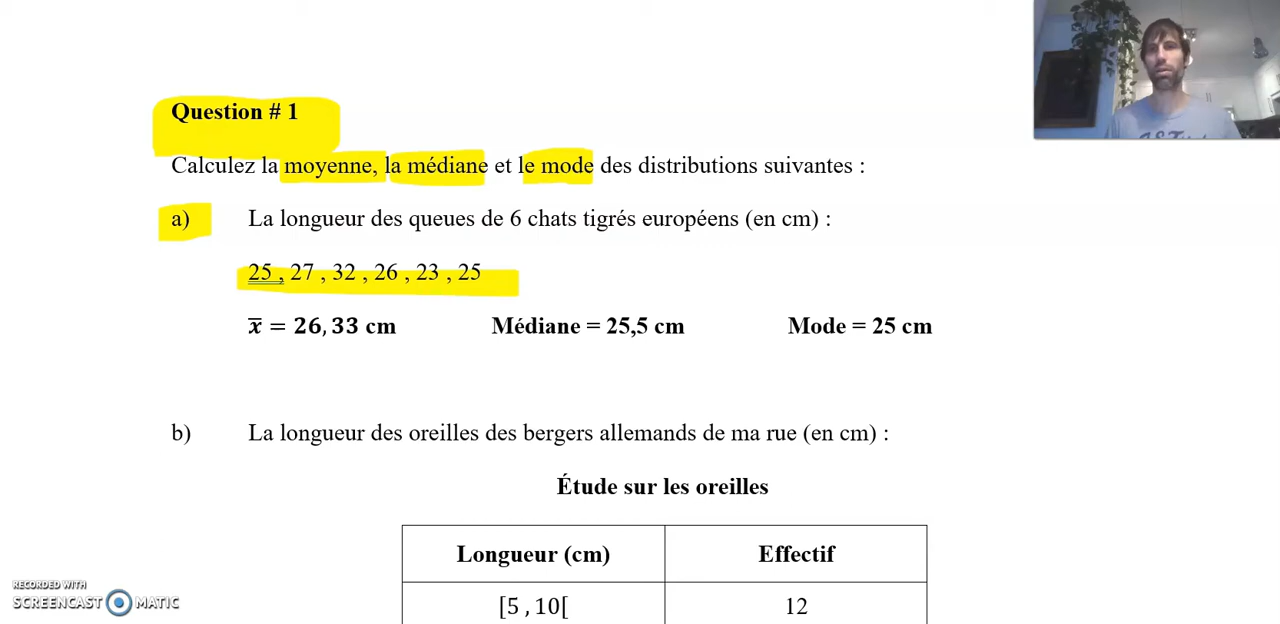 Question # 1
Calculez la moyenne, la médiane et le mode des distributions suivantes :
a) La longueur des queues de 6 chats tigrés européens (en cm) :
25 , 27 , 32 , 26 , 23 , 25
x̅ = 26,33 cm Médiane = 25,5 cm Mode = 25 cm
b) La longueur des oreilles des bergers allemands de ma rue (en cm) :
Étude sur les oreilles
Longueur (cm) Effectif
[5 , 10[ 12
RECORDED WITH
SCREENCAST MATIC